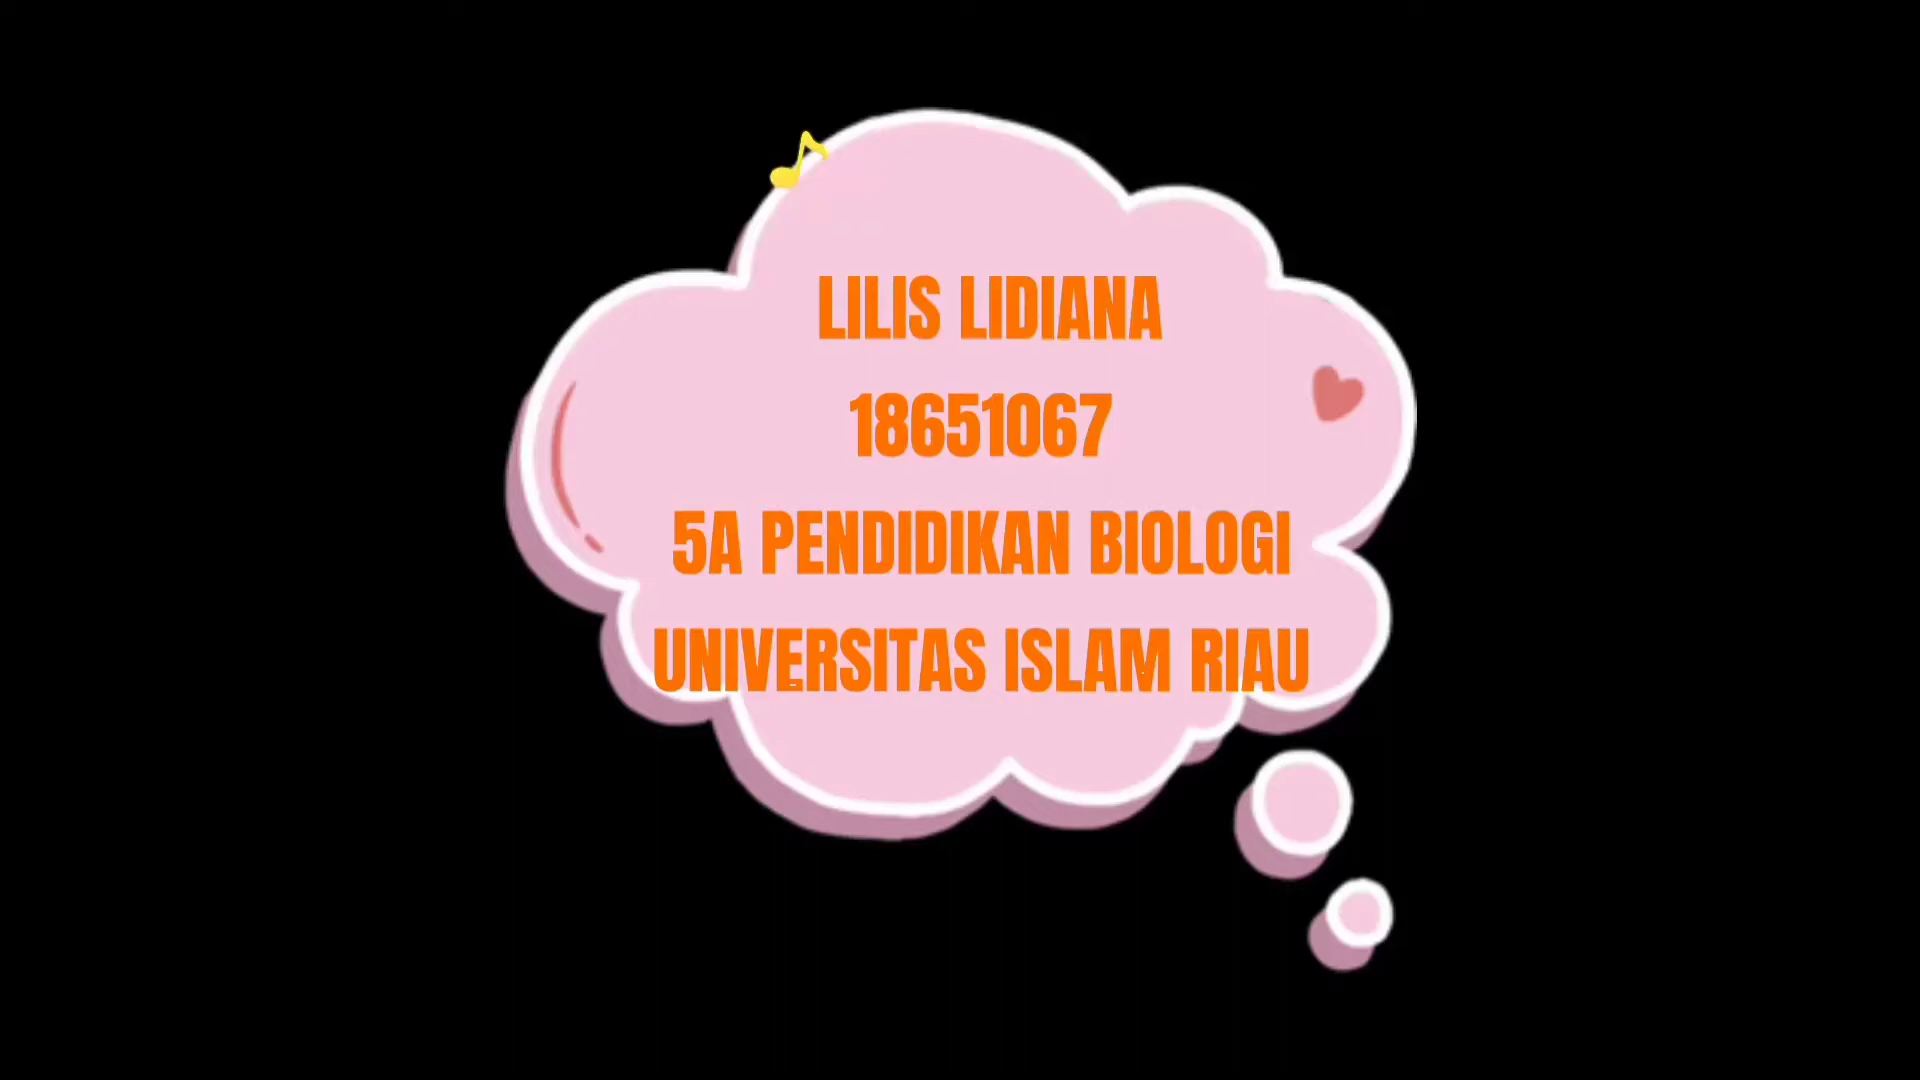 LILIS LIDIANA
18651067
5A PENDIDIKAN BIOLOGI
UNIVERSITAS ISLAM RIAU